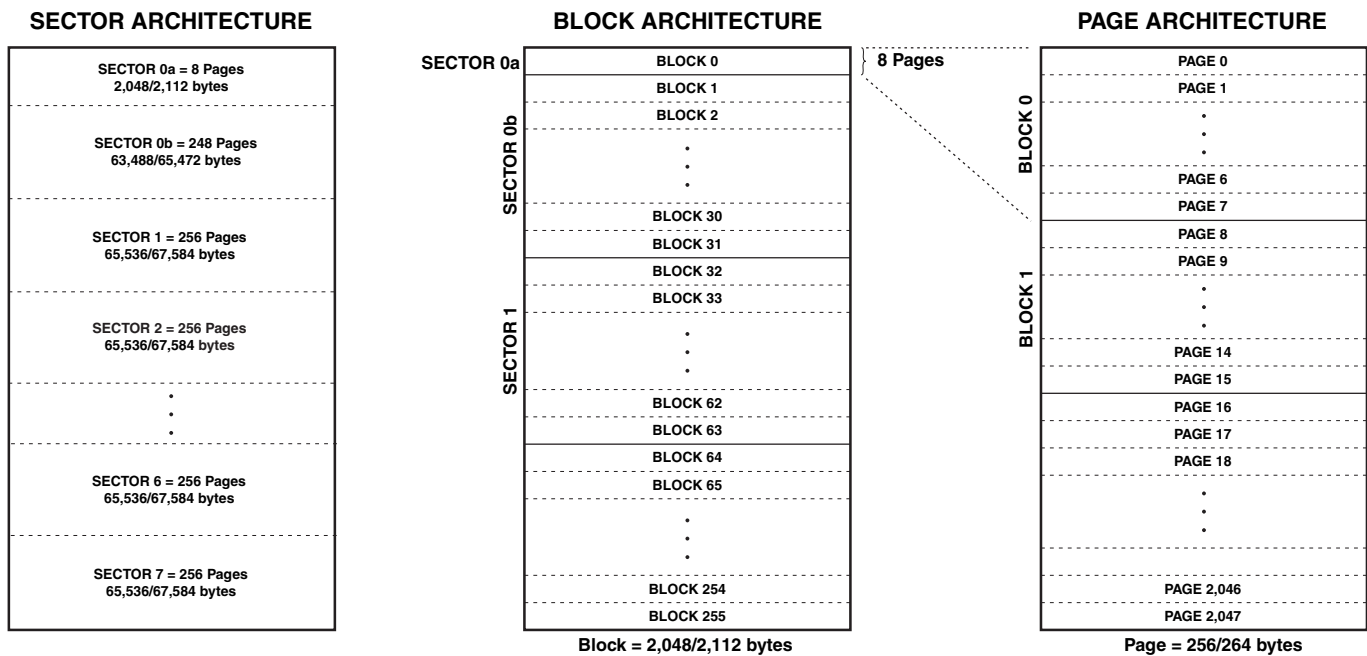 SECTOR ARCHITECTURE
SECTOR 0a = 8 Pages
2,048/2,112 bytes
SECTOR 0b = 248 Pages
63,488/65,472 bytes
SECTOR 1 = 256 Pages
65,536/67,584 bytes
SECTOR 2 = 256 Pages
65,536/67,584 bytes
SECTOR 6 = 256 Pages
65,536/67,584 bytes
SECTOR 7 = 256 Pages
65,536/67,584 bytes
BLOCK ARCHITECTURE
SECTOR 0a
SECTOR 0b
SECTOR 1
BLOCK 0
BLOCK 1
BLOCK 2
BLOCK 30
BLOCK 31
BLOCK 32
BLOCK 33
BLOCK 62
BLOCK 63
BLOCK 64
BLOCK 65
BLOCK 254
BLOCK 255
Block = 2,048/2,112 bytes
8 Pages
PAGE ARCHITECTURE
BLOCK 0
BLOCK 1
PAGE 0
PAGE 1
PAGE 6
PAGE 7
PAGE 8
PAGE 9
PAGE 14
PAGE 15
PAGE 16
PAGE 17
PAGE 18
PAGE 2,046
PAGE 2,047
Page = 256/264 bytes